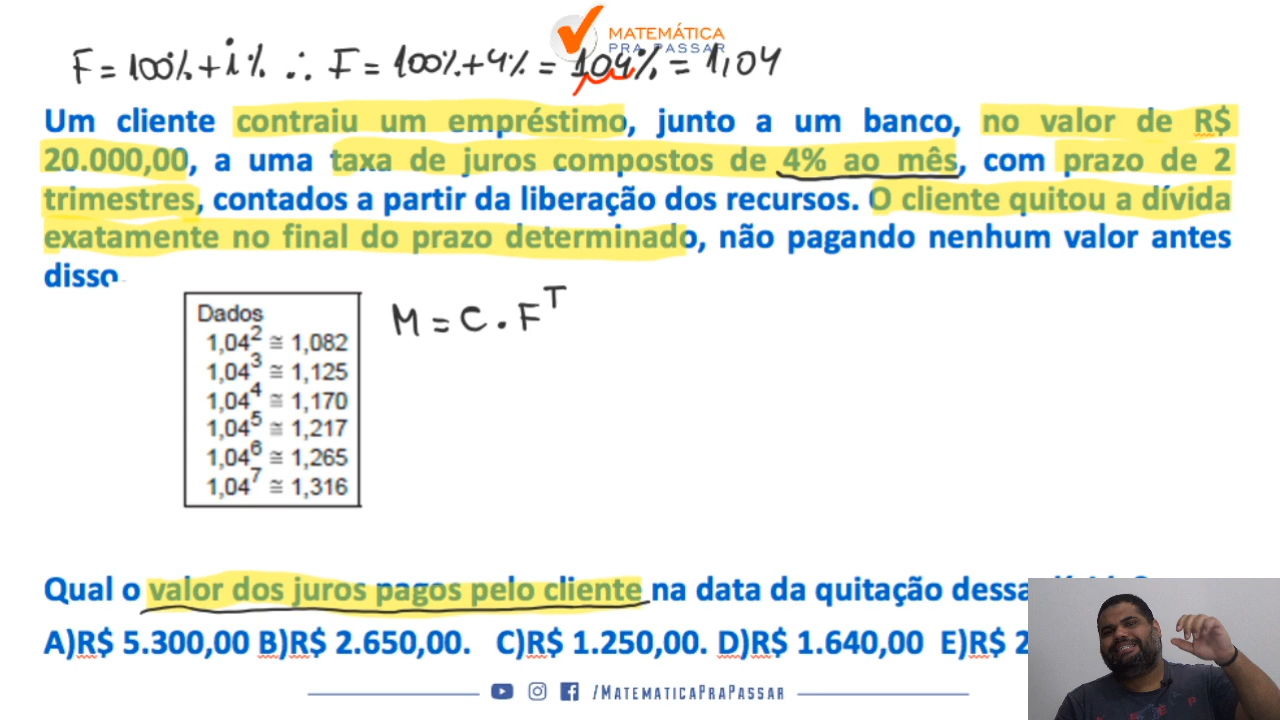 MATEMÁTICA
PRA PASSAR
F = 100% + i% ∴ F = 100% + 4% = 104% = 1,04
Um cliente contraiu um empréstimo, junto a um banco, no valor de R$
20.000,00, a uma taxa de juros compostos de 4% ao mês, com prazo de 2
trimestres, contados a partir da liberação dos recursos. O cliente quitou a dívida
exatamente no final do prazo determinado, não pagando nenhum valor antes
disso.
Dados
1,04² ≅ 1,082
1,04³ ≅ 1,125
1,04⁴ ≅ 1,170
1,04⁵ ≅ 1,217
1,04⁶ ≅ 1,265
1,04⁷ ≅ 1,316
M = C . F^T
Qual o valor dos juros pagos pelo cliente na data da quitação dessa
A)R$ 5.300,00 B)R$ 2.650,00. C)R$ 1.250,00. D)R$ 1.640,00 E)R$ 2
/MatematicaPraPassar